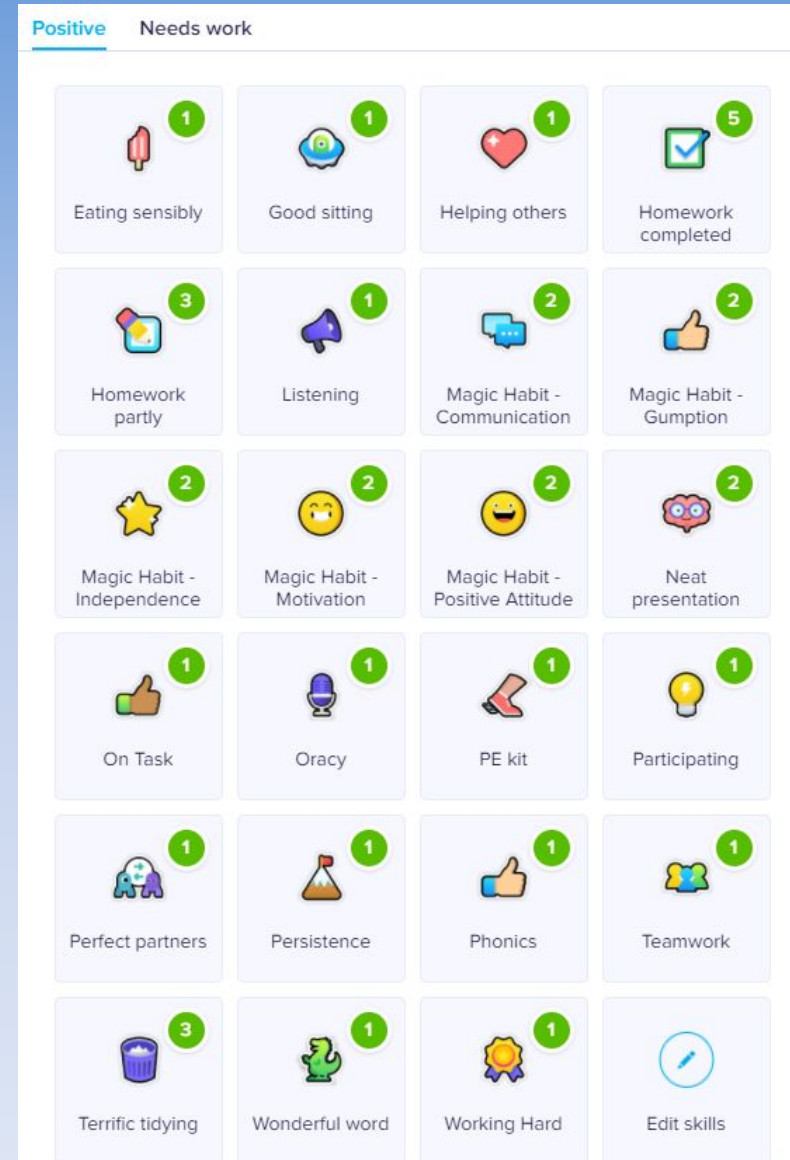 Positive Needs work
1 1 1 5
Eating sensibly Good sitting Helping others Homework
completed
3 1 2 2
Homework
partly Listening Magic Habit -
Communication Magic Habit -
Gumption
2 2 2 2
Magic Habit -
Independence Magic Habit -
Motivation Magic Habit -
Positive Attitude Neat
presentation
1 1 1 1
On Task Oracy PE kit Participating
1 1 1 1
Perfect partners Persistence Phonics Teamwork
3 1 1
Terrific tidying Wonderful word Working Hard Edit skills